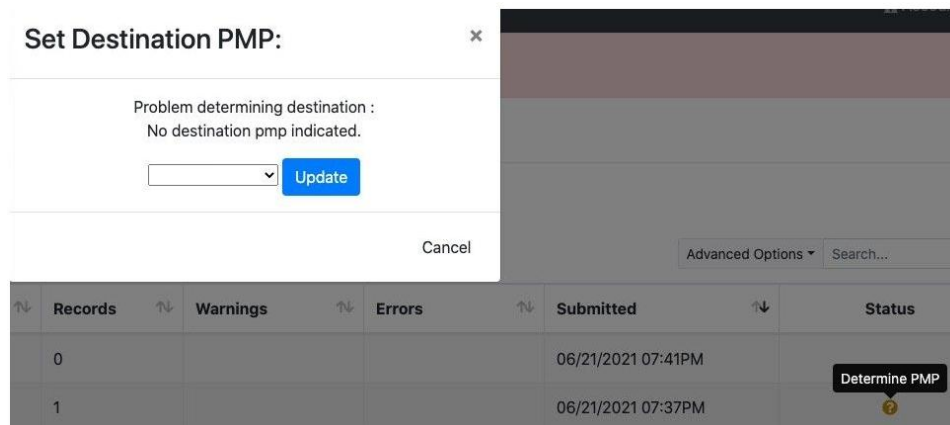 Set Destination PMP:
×
Problem determining destination :
No destination pmp indicated.
Update
Cancel
Advanced Options
Search...
Records Warnings Errors Submitted Status
0 06/21/2021 07:41PM
Determine PMP
1 06/21/2021 07:37PM ?